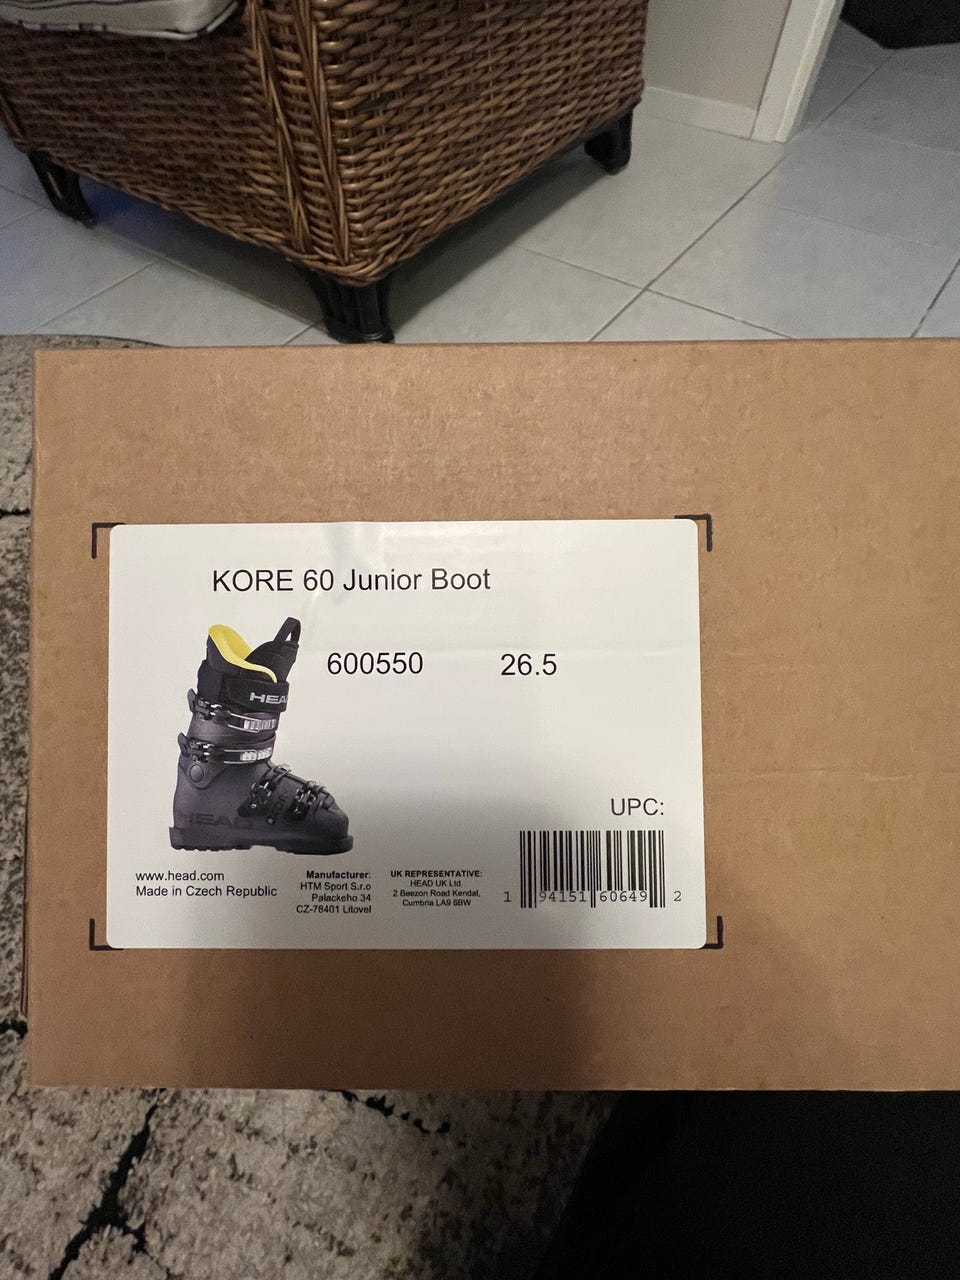 KORE 60 Junior Boot
600550 26.5
HEAD
HEAD
UPC:
www.head.com
Made in Czech Republic
Manufacturer:
HTM Sport S.r.o
Palackeho 34
CZ-78401 Litovel
UK REPRESENTATIVE:
HEAD UK Ltd.
2 Beezon Road Kendal,
Cumbria LA9 6BW
1 94151 60649 2